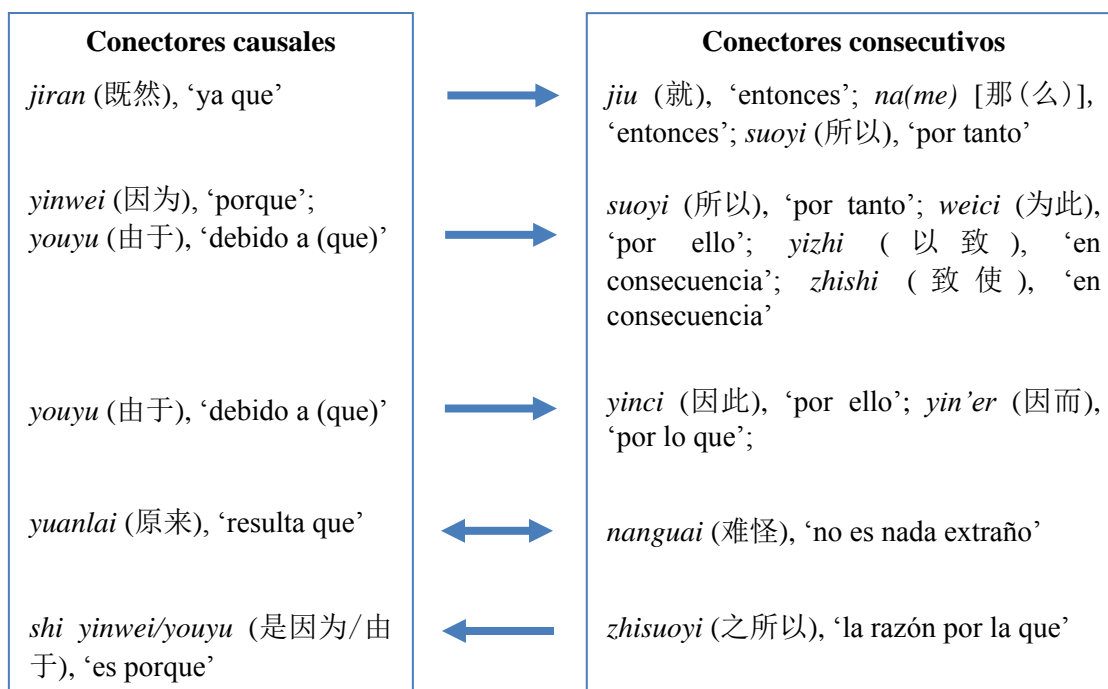 Conectores causales
jiran (既然), ‘ya que’
yinwei (因为), ‘porque’;
youyu (由于), ‘debido a (que)’
youyu (由于), ‘debido a (que)’
yuanlai (原来), ‘resulta que’
shi yinwei/youyu (是因为/由
于), ‘es porque’
Conectores consecutivos
jiu (就), ‘entonces’; na(me) [那（么）],
‘entonces’; suoyi (所以), ‘por tanto’
suoyi (所以), ‘por tanto’; weici (为此),
‘por ello’; yizhi (以致), ‘en
consecuencia’; zhishi (致使), ‘en
consecuencia’
yinci (因此), ‘por ello’; yin’er (因而),
‘por lo que’;
nanguai (难怪), ‘no es nada extraño’
zhisuoyi (之所以), ‘la razón por la que’